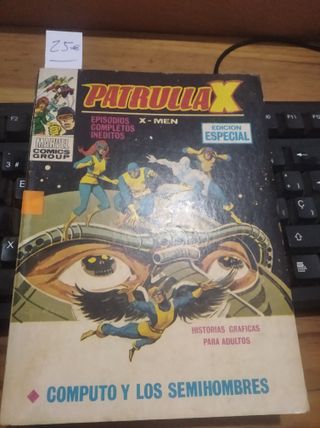 25€
PATRULLA X
X-MEN
EPISODIOS
COMPLETOS
INEDITOS
EDICION
ESPECIAL
MARVEL
COMICS
GROUP
HISTORIAS GRAFICAS
PARA ADULTOS
COMPUTO Y LOS SEMIHOMBRES